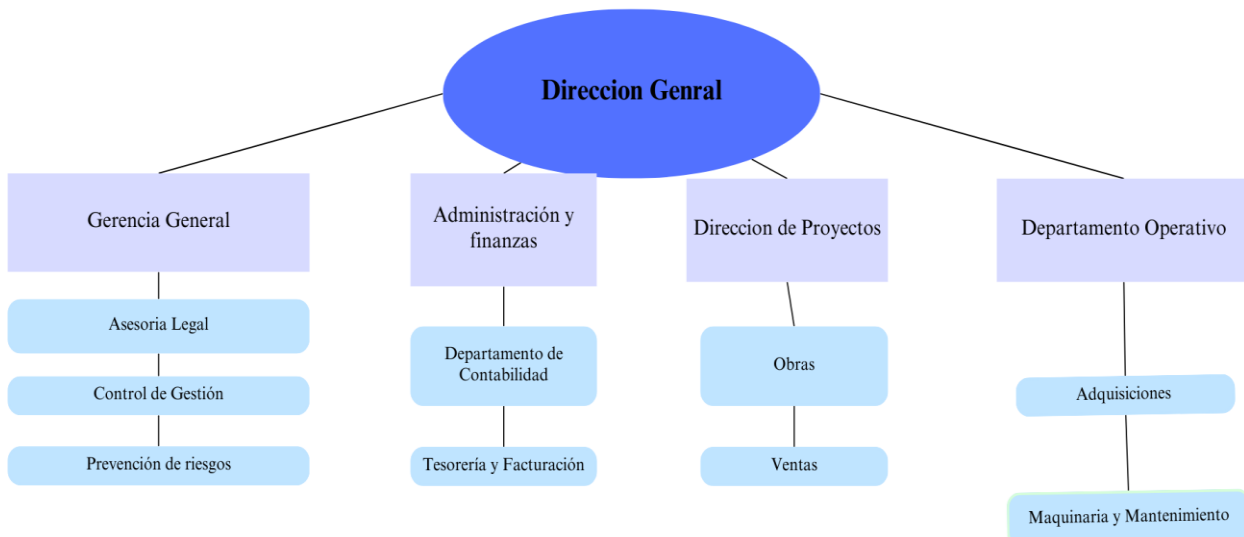 Direccion Genral
Gerencia General
Administración y
finanzas
Direccion de Proyectos
Departamento Operativo
Asesoria Legal
Departamento de
Contabilidad
Obras
Adquisiciones
Control de Gestión
Prevención de riesgos
Tesorería y Facturación
Ventas
Maquinaria y Mantenimiento